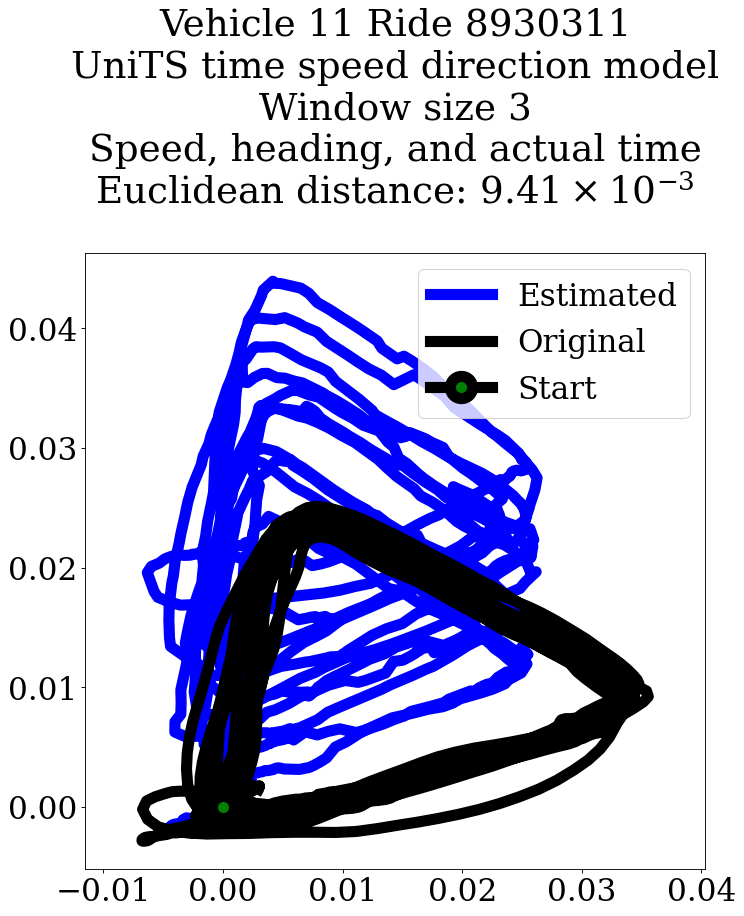 Vehicle 11 Ride 8930311
UniTS time speed direction model
Window size 3
Speed, heading, and actual time
Euclidean distance: 9.41 × 10⁻³
Estimated
Original
Start
0.04
0.03
0.02
0.01
0.00
−0.01 0.00 0.01 0.02 0.03 0.04